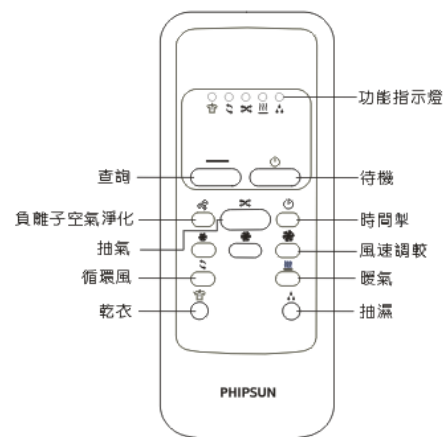 功能指示燈
查詢
待機
負離子空氣淨化
時間掣
抽氣
風速調較
循環風
暖氣
乾衣
抽濕
PHIPSUN